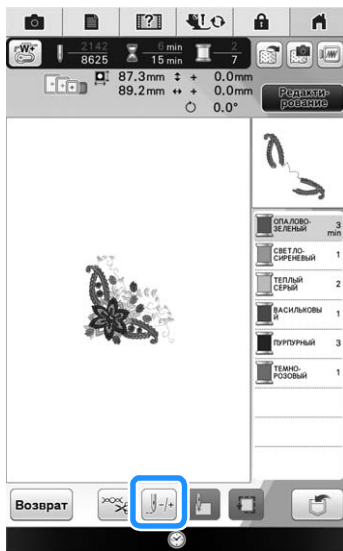 [?]
W+
2142
8625
6 min
15 min
2
7
87.3mm ↕ + 0.0mm
89.2mm ↔ + 0.0mm
0.0°
Редакти-
рование
ОПАЛОВО-
ЗЕЛЕНЫЙ 3
min
СВЕТЛО-
СИРЕНЕВЫЙ 1
ТЕПЛЫЙ
СЕРЫЙ 2
ВАСИЛЬКОВЫ
Й 1
ПУРПУРНЫЙ 3
ТЕМНО-
РОЗОВЫЙ 1
Возврат
-/+